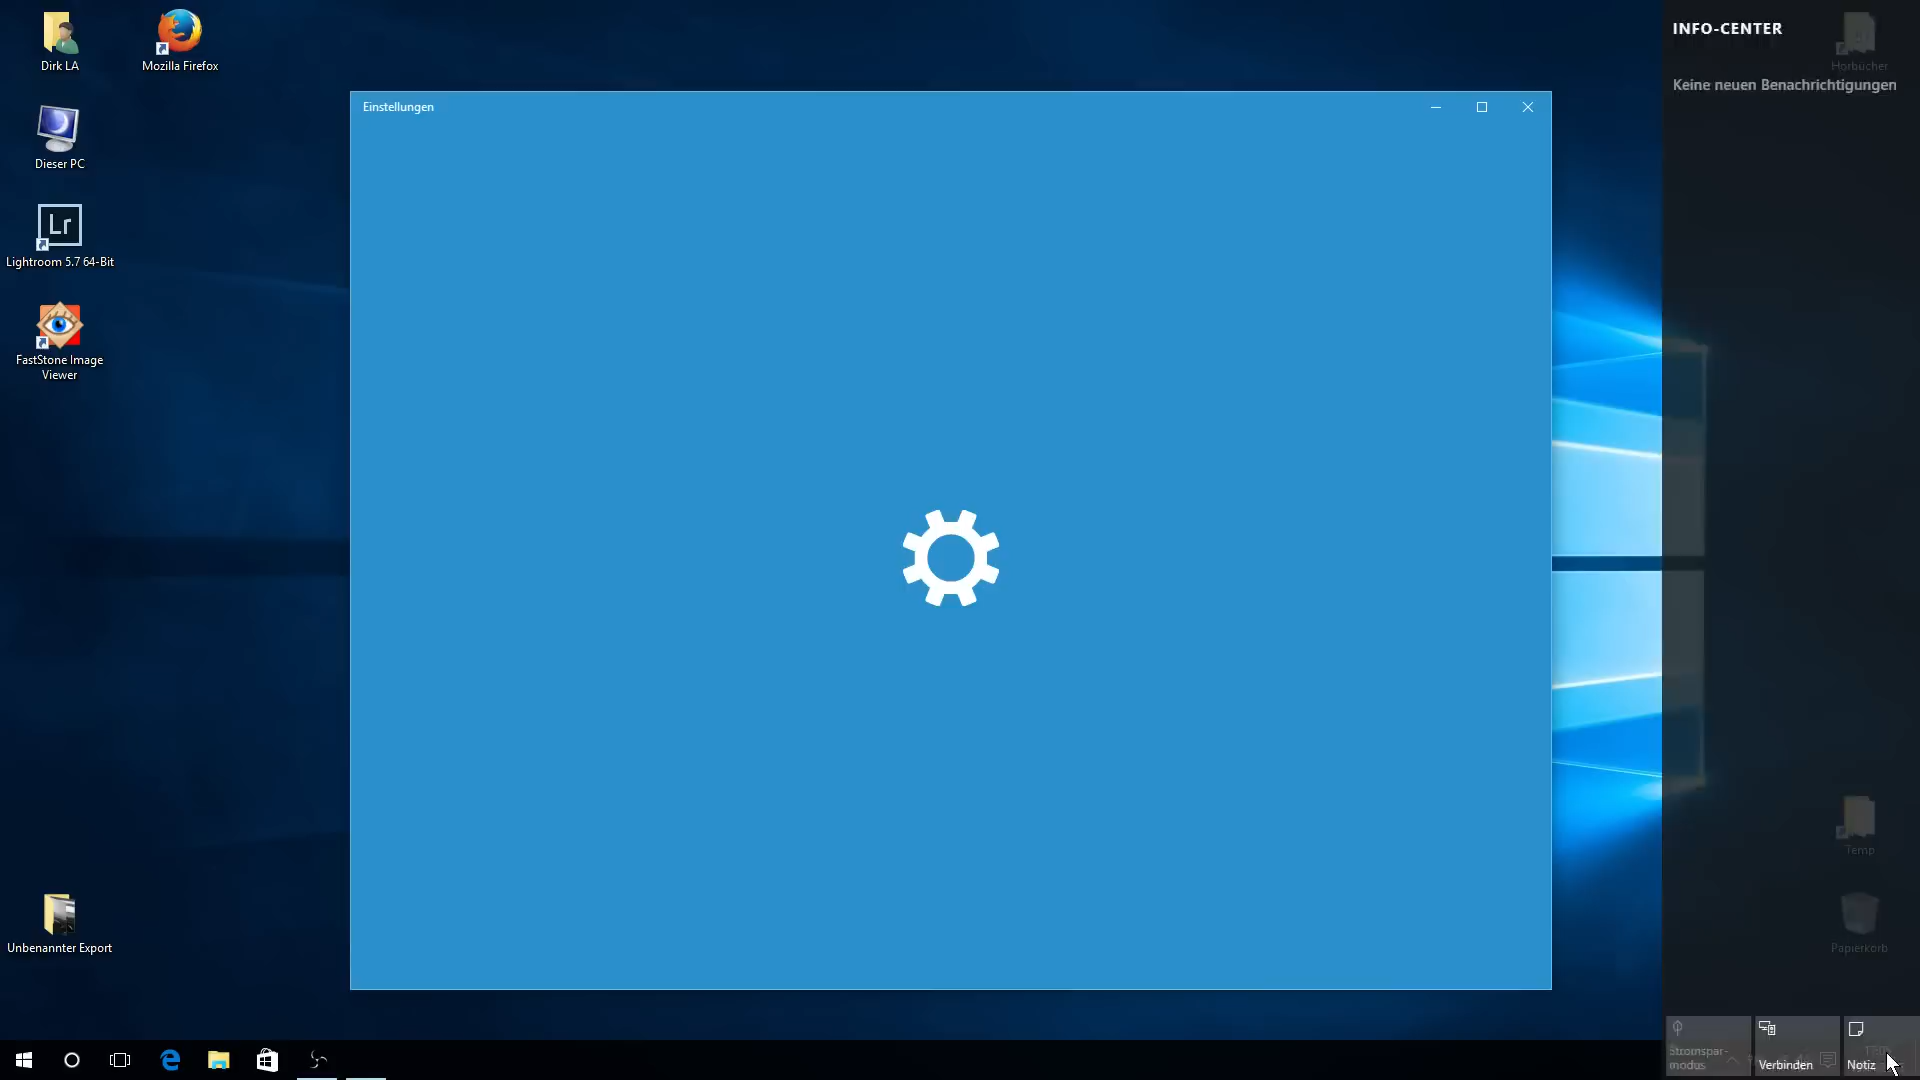 Dirk LA
Mozilla Firefox
Dieser PC
Lr
Lightroom 5.7 64-Bit
FastStone Image
Viewer
Unbenannter Export
Einstellungen
INFO-CENTER
Hörbücher
Keine neuen Benachrichtigungen
Temp
Papierkorb
Stromspar-
modus
Verbinden
Notiz